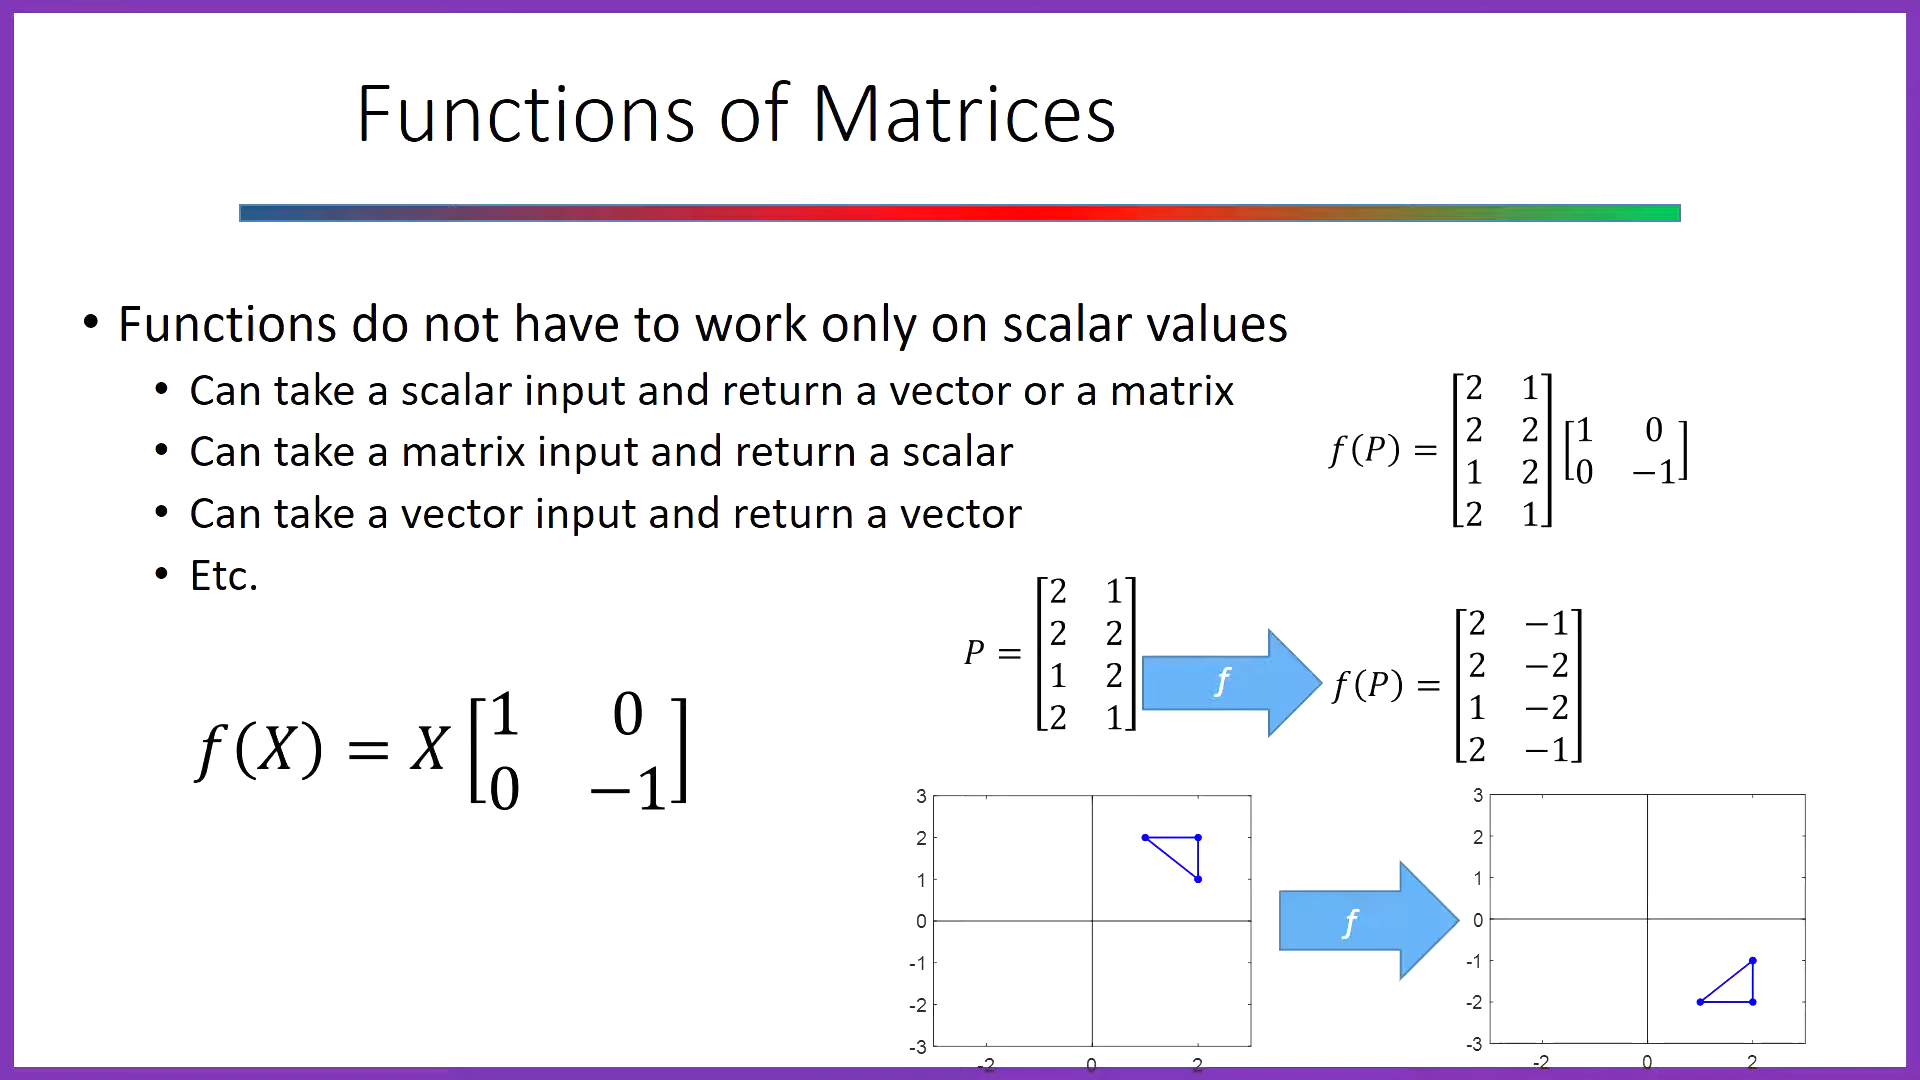 Functions of Matrices
• Functions do not have to work only on scalar values
• Can take a scalar input and return a vector or a matrix
• Can take a matrix input and return a scalar
• Can take a vector input and return a vector
• Etc.
f(P) = [2 1; 2 2; 1 2; 2 1] [1 0; 0 −1]
P = [2 1; 2 2; 1 2; 2 1]
f
f(P) = [2 −1; 2 −2; 1 −2; 2 −1]
f(X) = X [1 0; 0 −1]
3
2
1
0
-1
-2
-3
-2 0 2
f
3
2
1
0
-1
-2
-3
-2 0 2